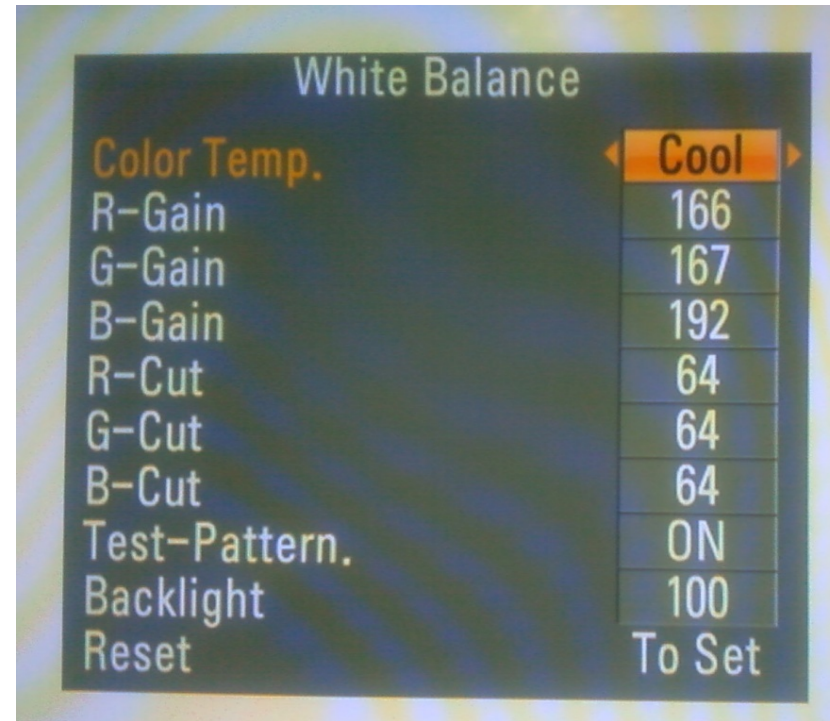 White Balance
Color Temp. Cool
R-Gain 166
G-Gain 167
B-Gain 192
R-Cut 64
G-Cut 64
B-Cut 64
Test-Pattern. ON
Backlight 100
Reset To Set